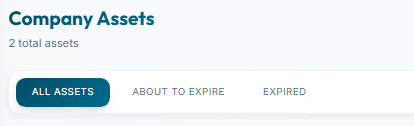 Company Assets
2 total assets
ALL ASSETS ABOUT TO EXPIRE EXPIRED